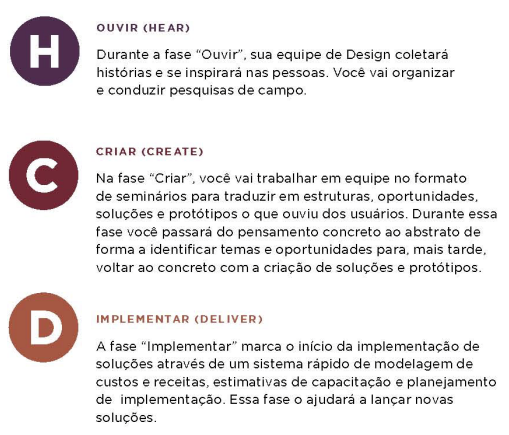 H
OUVIR (HEAR)
Durante a fase “Ouvir”, sua equipe de Design coletará
histórias e se inspirará nas pessoas. Você vai organizar
e conduzir pesquisas de campo.
C
CRIAR (CREATE)
Na fase “Criar”, você vai trabalhar em equipe no formato
de seminários para traduzir em estruturas, oportunidades,
soluções e protótipos o que ouviu dos usuários. Durante essa
fase você passará do pensamento concreto ao abstrato de
forma a identificar temas e oportunidades para, mais tarde,
voltar ao concreto com a criação de soluções e protótipos.
D
IMPLEMENTAR (DELIVER)
A fase “Implementar” marca o início da implementação de
soluções através de um sistema rápido de modelagem de
custos e receitas, estimativas de capacitação e planejamento
de implementação. Essa fase o ajudará a lançar novas
soluções.